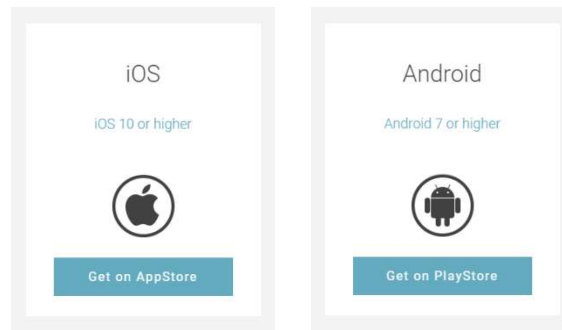 iOS
iOS 10 or higher
Get on AppStore
Android
Android 7 or higher
Get on PlayStore